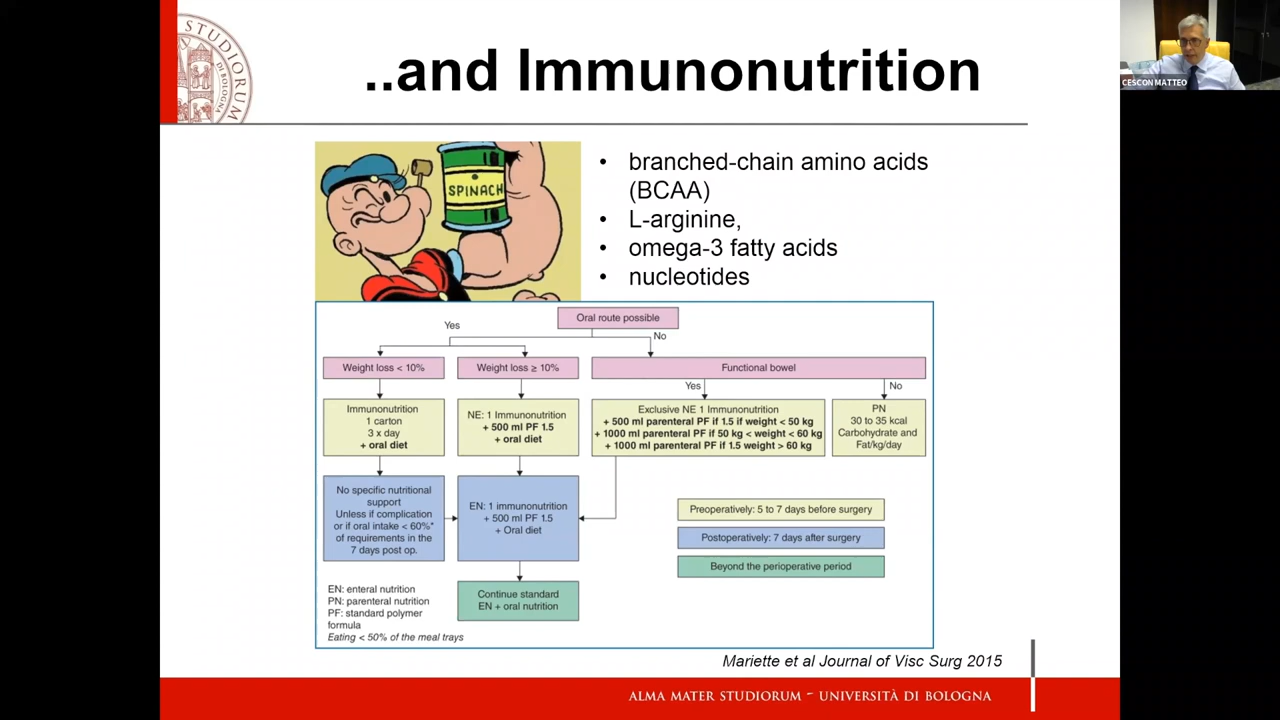 ..and Immunonutrition
CESCON MATTEO
STUDIORUM
DI BOLOGNA
SPINACH
• branched-chain amino acids
(BCAA)
• L-arginine,
• omega-3 fatty acids
• nucleotides
Oral route possible
Yes
No
Weight loss < 10%
Weight loss ≥ 10%
Functional bowel
Yes
No
Immunonutrition
1 carton
3 x day
+ oral diet
NE: 1 Immunonutrition
+ 500 ml PF 1.5
+ oral diet
Exclusive NE 1 Immunonutrition
+ 500 ml parenteral PF if 1.5 if weight < 50 kg
+ 1000 ml parenteral PF if 50 kg < weight < 60 kg
+ 1000 ml parenteral PF if 1.5 weight > 60 kg
PN
30 to 35 kcal
Carbohydrate and
Fat/kg/day
No specific nutritional
support
Unless if complication
or if oral intake < 60%*
of requirements in the
7 days post op.
EN: 1 immunonutrition
+ 500 ml PF 1.5
+ Oral diet
Preoperatively: 5 to 7 days before surgery
Postoperatively: 7 days after surgery
Beyond the perioperative period
Continue standard
EN + oral nutrition
EN: enteral nutrition
PN: parenteral nutrition
PF: standard polymer
formula
Eating < 50% of the meal trays
Mariette et al Journal of Visc Surg 2015
ALMA MATER STUDIORUM ~ UNIVERSITÀ DI BOLOGNA